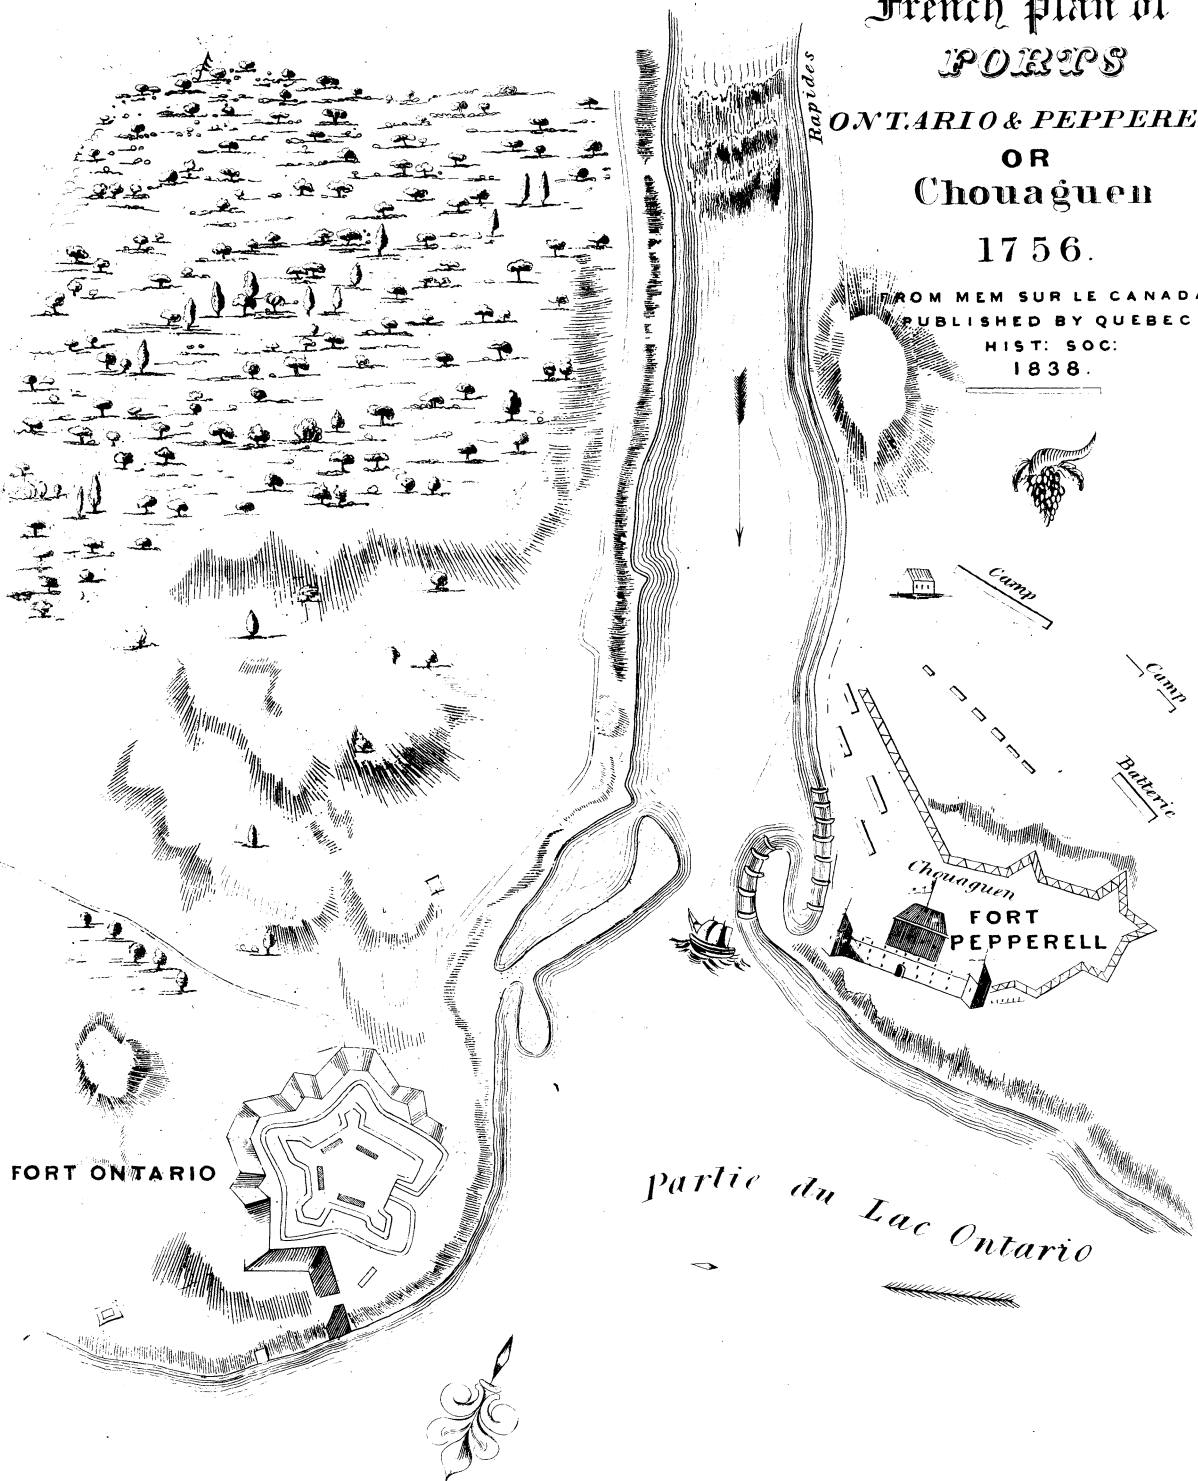 French Plan of
FORTS
ONTARIO & PEPPERE
OR
Chouaguen
1756.
FROM MEM SUR LE CANADA
PUBLISHED BY QUEBEC
HIST: SOC:
1838.
Rapides
Camp
Camp
Batterie
Chouaguen
FORT
PEPPERELL
FORT ONTARIO
Partie du Lac Ontario